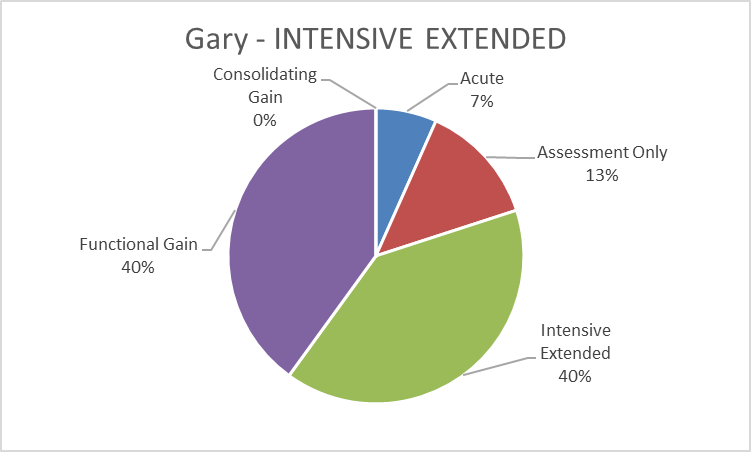 Gary - INTENSIVE EXTENDED
Consolidating
Gain
0%
Acute
7%
Assessment Only
13%
Functional Gain
40%
Intensive
Extended
40%